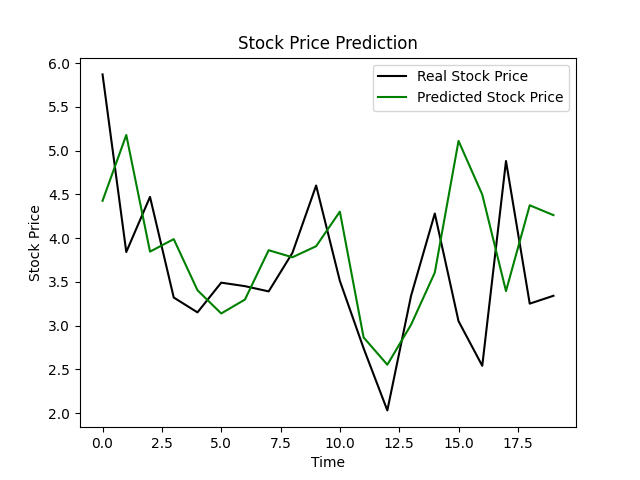 Stock Price Prediction
Real Stock Price
Predicted Stock Price
Stock Price
6.0
5.5
5.0
4.5
4.0
3.5
3.0
2.5
2.0
0.0 2.5 5.0 7.5 10.0 12.5 15.0 17.5
Time